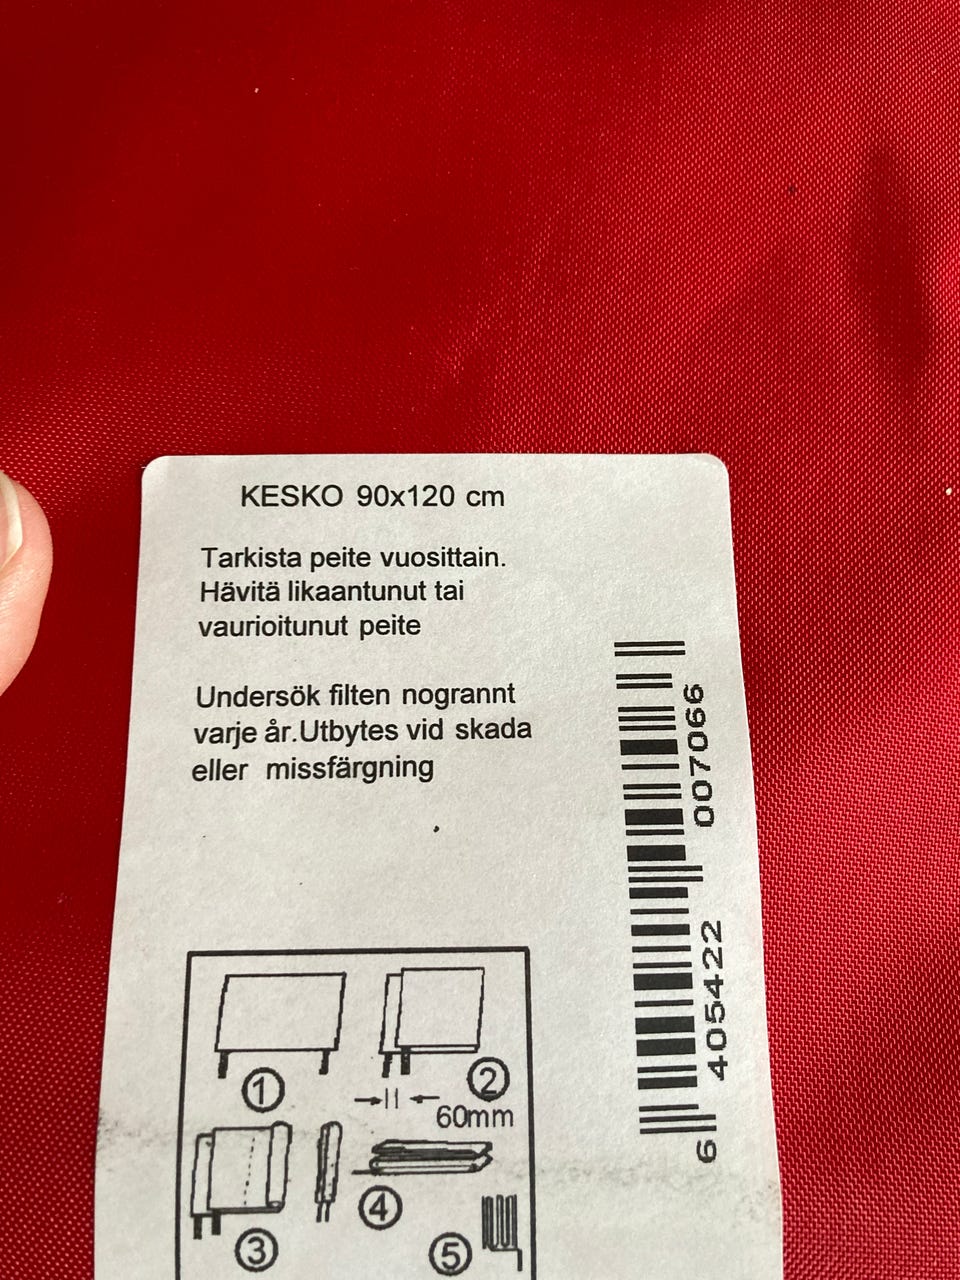 KESKO 90x120 cm
Tarkista peite vuosittain.
Hävitä likaantunut tai
vaurioitunut peite
Undersök filten nogrannt
varje år.Utbytes vid skada
eller missfärgning
1
2
60mm
3
4
5
6 405422 007066